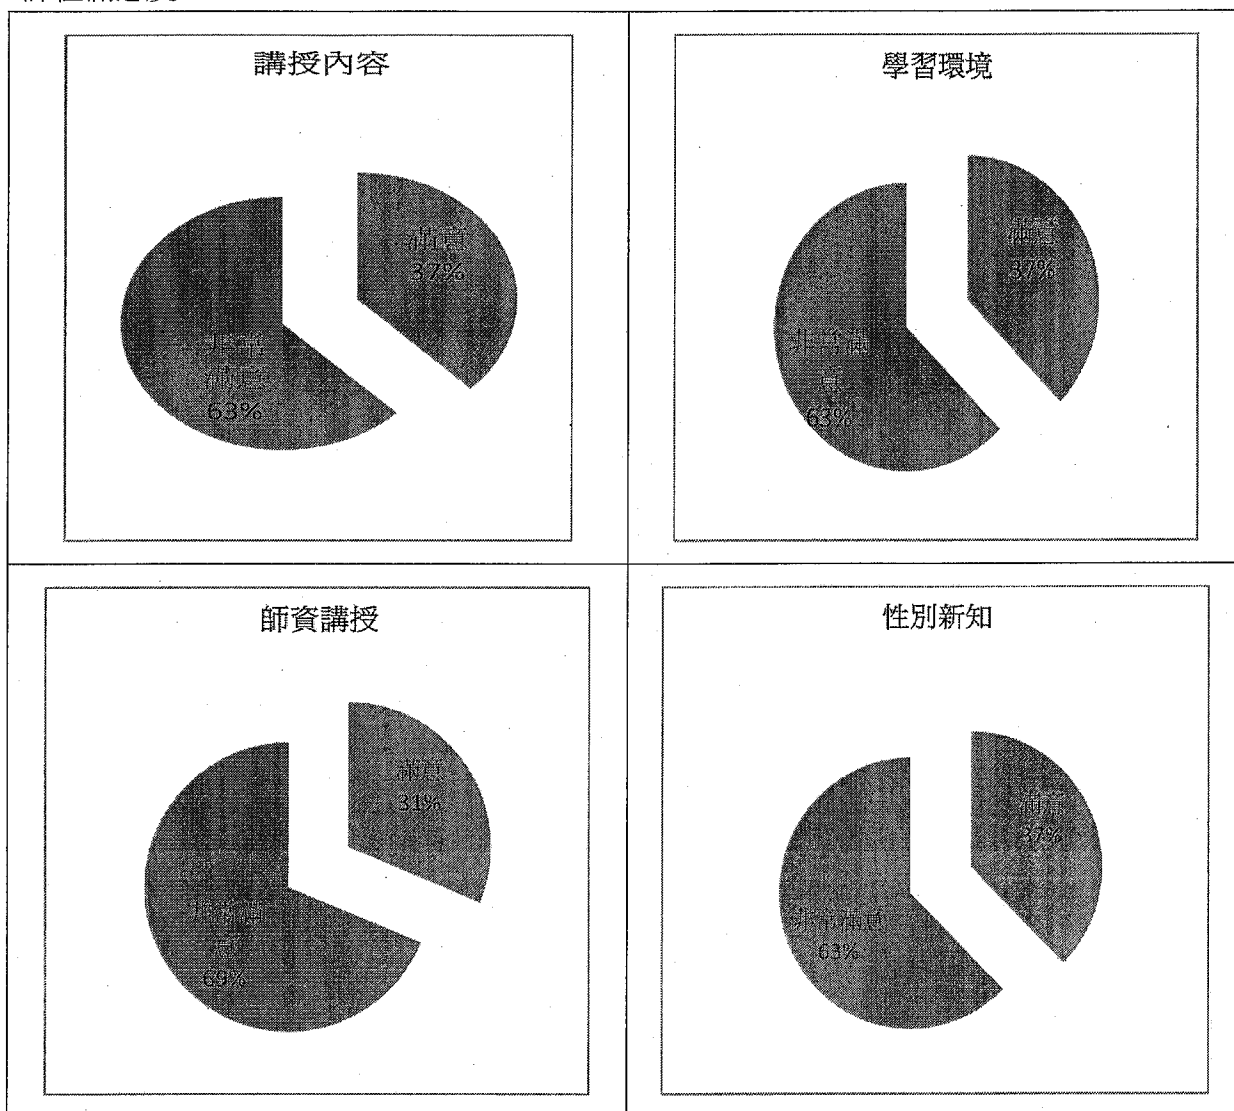 講授內容
滿意
37%
非常
滿意
63%
學習環境
滿意
37%
非常滿
意
63%
師資講授
滿意
31%
非常滿
意
69%
性別新知
滿意
37%
非常滿意
63%